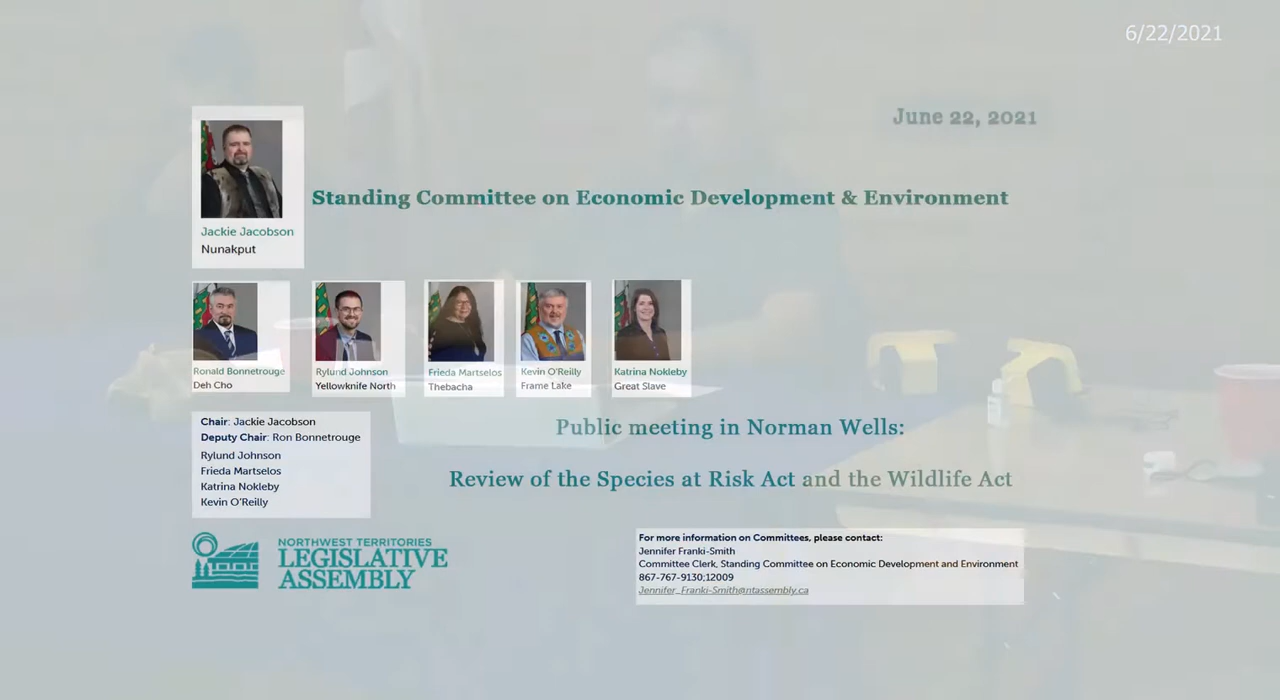 6/22/2021
June 22, 2021
Standing Committee on Economic Development & Environment
Jackie Jacobson
Nunakput
Ronald Bonnetrouge
Deh Cho
Rylund Johnson
Yellowknife North
Frieda Martselos
Thebacha
Kevin O'Reilly
Frame Lake
Katrina Nokleby
Great Slave
Chair: Jackie Jacobson
Deputy Chair: Ron Bonnetrouge
Rylund Johnson
Frieda Martselos
Katrina Nokleby
Kevin O'Reilly
Public meeting in Norman Wells:
Review of the Species at Risk Act and the Wildlife Act
NORTHWEST TERRITORIES
LEGISLATIVE
ASSEMBLY
For more information on Committees, please contact:
Jennifer Franki-Smith
Committee Clerk, Standing Committee on Economic Development and Environment
867-767-9130;12009
Jennifer_Franki-Smith@ntassembly.ca